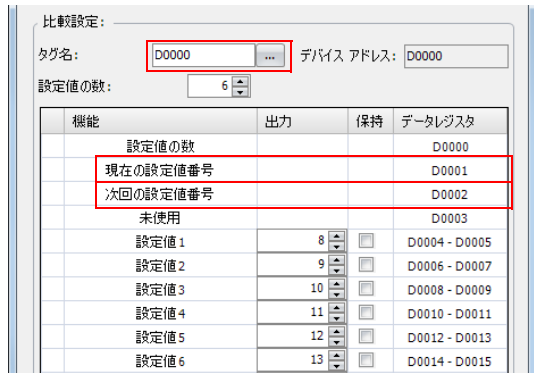 比較設定:
タグ名: D0000 ... デバイス アドレス: D0000
設定値の数: 6
機能 出力 保持 データレジスタ
設定値の数 D0000
現在の設定値番号 D0001
次回の設定値番号 D0002
未使用 D0003
設定値1 8 D0004 - D0005
設定値2 9 D0006 - D0007
設定値3 10 D0008 - D0009
設定値4 11 D0010 - D0011
設定値5 12 D0012 - D0013
設定値6 13 D0014 - D0015